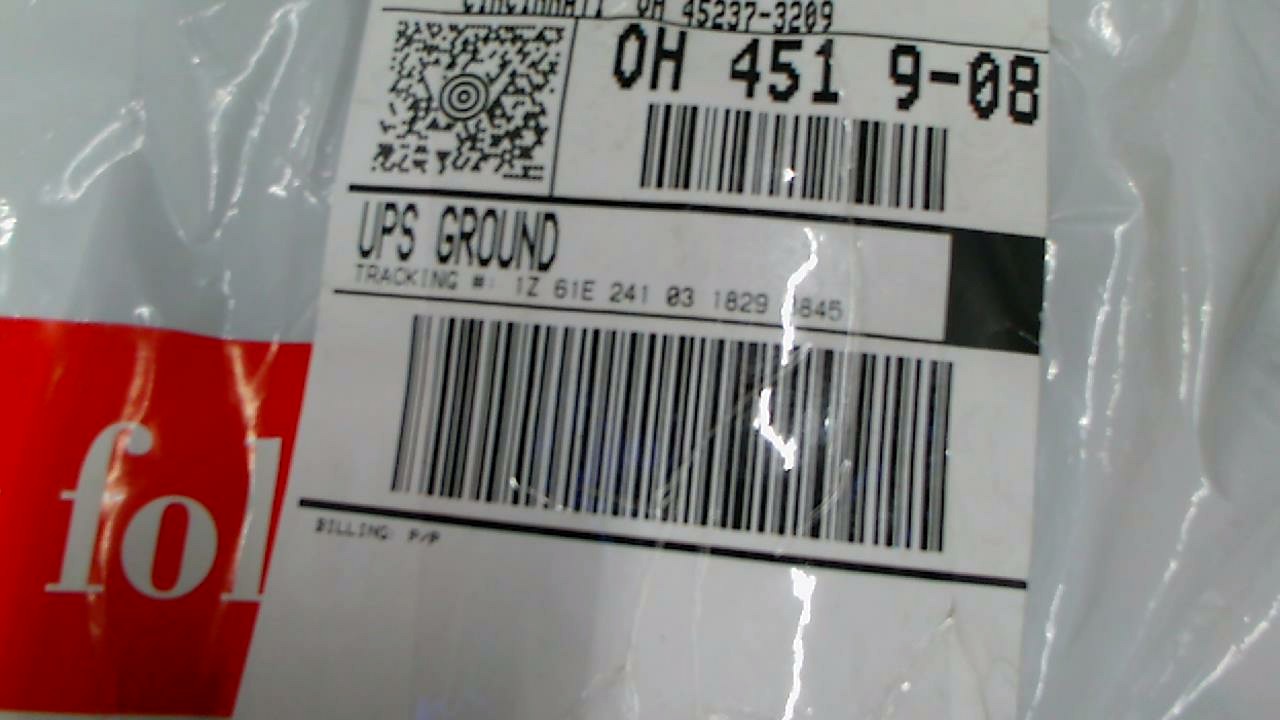 CINCINNATI OH 45237-3209
OH 451 9-08
UPS GROUND
TRACKING #: 1Z 61E 241 03 1829
BILLING: P/P
fol